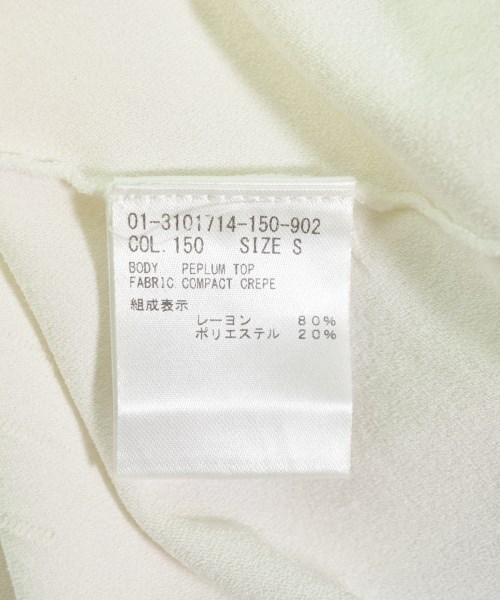 01-3101714-150-902
COL. 150 SIZE S
BODY PEPLUM TOP
FABRIC COMPACT CREPE
組成表示
レーヨン 80%
ポリエステル 20%